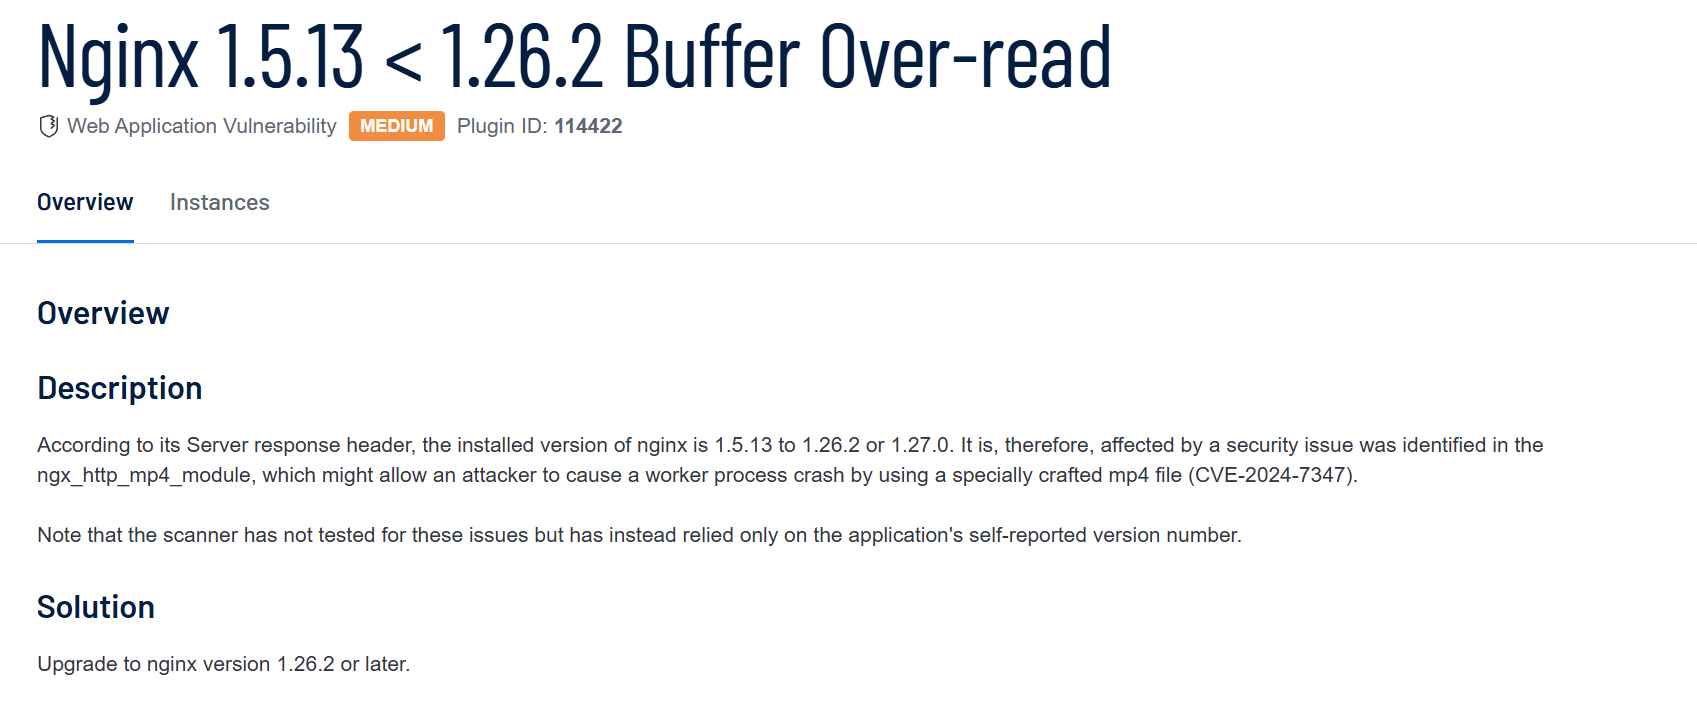 Nginx 1.5.13 < 1.26.2 Buffer Over-read
Web Application Vulnerability MEDIUM Plugin ID: 114422
Overview Instances
Overview
Description
According to its Server response header, the installed version of nginx is 1.5.13 to 1.26.2 or 1.27.0. It is, therefore, affected by a security issue was identified in the
ngx_http_mp4_module, which might allow an attacker to cause a worker process crash by using a specially crafted mp4 file (CVE-2024-7347).
Note that the scanner has not tested for these issues but has instead relied only on the application's self-reported version number.
Solution
Upgrade to nginx version 1.26.2 or later.